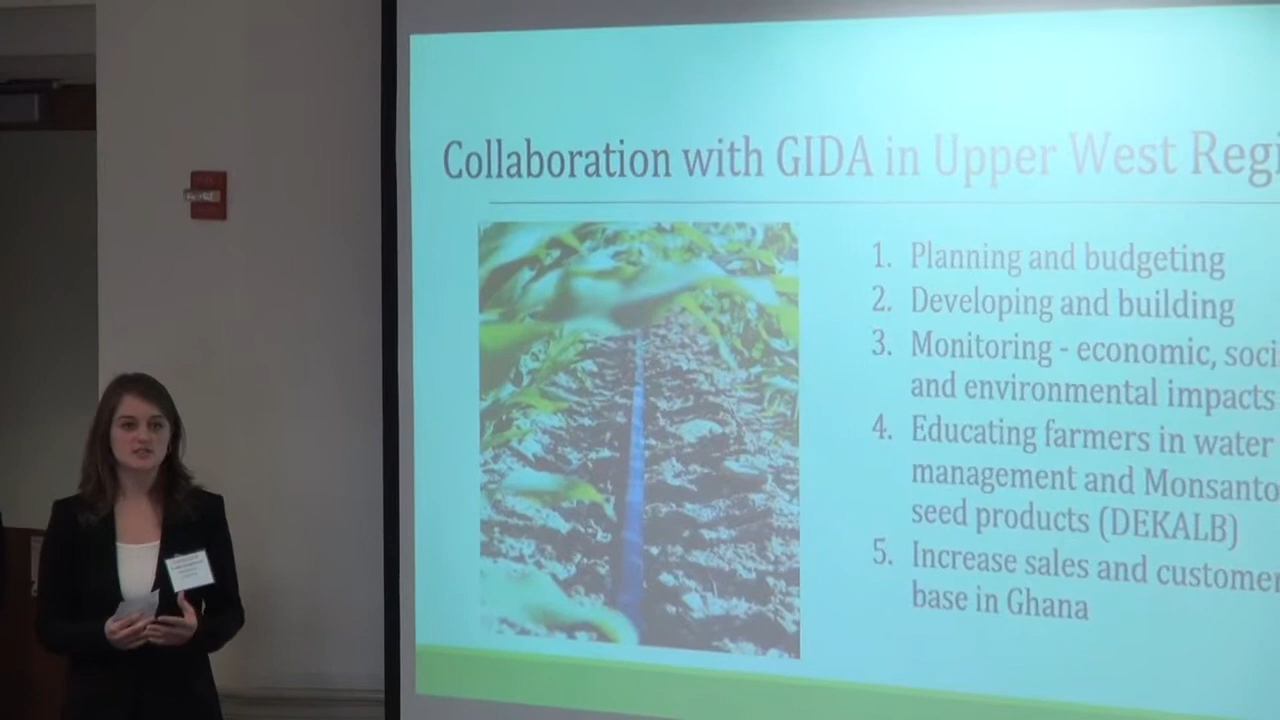 Collaboration with GIDA in Upper West Regi
1. Planning and budgeting
2. Developing and building
3. Monitoring - economic, soci
and environmental impacts
4. Educating farmers in water
management and Monsanto
seed products (DEKALB)
5. Increase sales and customer
base in Ghana